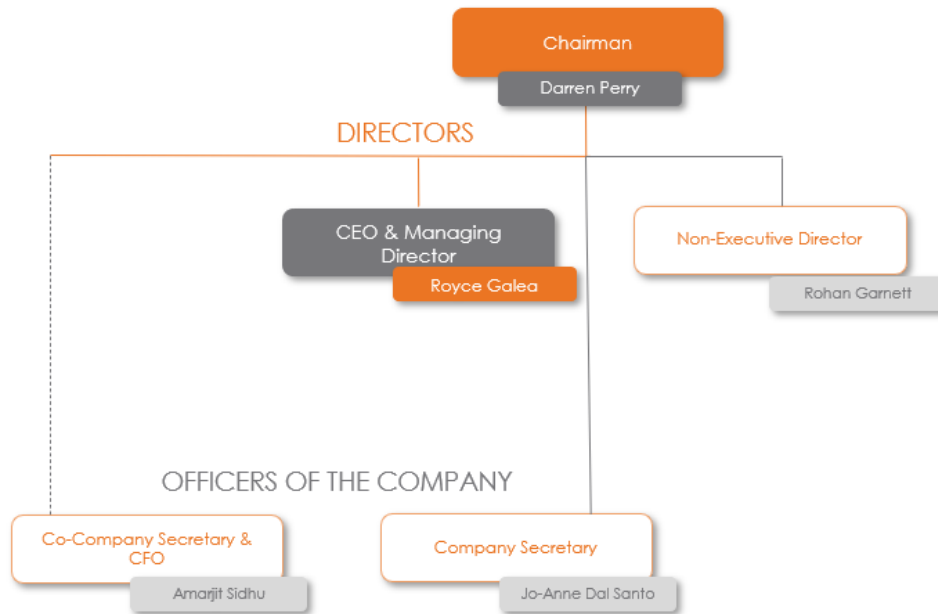 Chairman
Darren Perry
DIRECTORS
CEO & Managing
Director
Royce Galea
Non-Executive Director
Rohan Garnett
OFFICERS OF THE COMPANY
Co-Company Secretary &
CFO
Amarjit Sidhu
Company Secretary
Jo-Anne Dal Santo